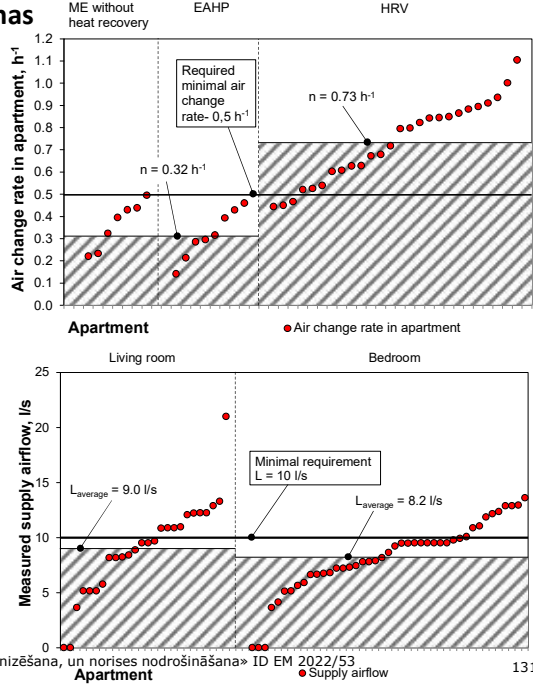 nas
ME without
heat recovery
EAHP
HRV
Air change rate in apartment, h-1
1.2
1.1
1.0
0.9
0.8
0.7
0.6
0.5
0.4
0.3
0.2
0.1
0.0
Required
minimal air
change
rate- 0,5 h-1
n = 0.73 h-1
n = 0.32 h-1
Apartment
Air change rate in apartment
Living room
Bedroom
Measured supply airflow, l/s
25
20
15
10
5
0
Minimal requirement
L = 10 l/s
Laverage = 9.0 l/s
Laverage = 8.2 l/s
nizēšana, un norises nodrošināšana» ID EM 2022/53
131
Apartment
Supply airflow